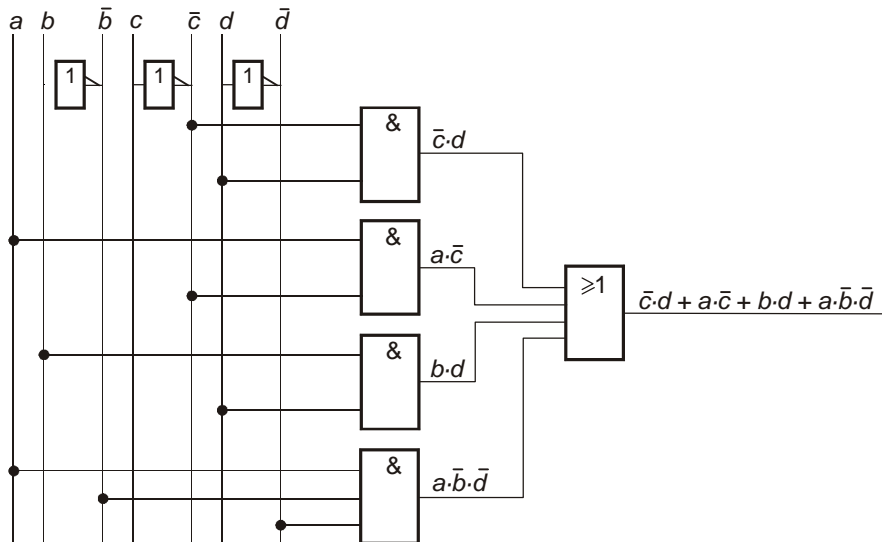 a b b̄ c c̄ d d̄
1 1 1
&
c̄·d
&
a·c̄
⩾1
c̄·d + a·c̄ + b·d + a·b̄·d̄
&
b·d
&
a·b̄·d̄